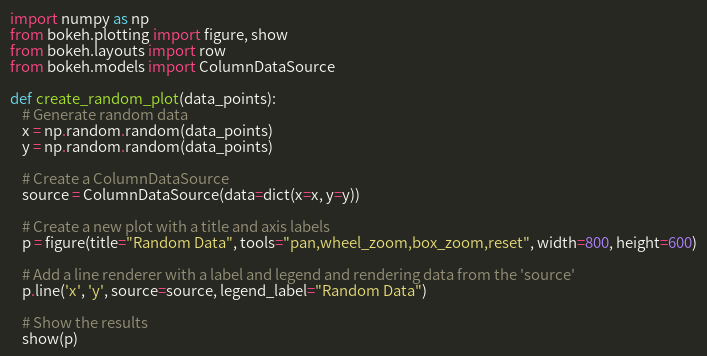 import numpy as np
from bokeh.plotting import figure, show
from bokeh.layouts import row
from bokeh.models import ColumnDataSource

def create_random_plot(data_points):
    # Generate random data
    x = np.random.random(data_points)
    y = np.random.random(data_points)

    # Create a ColumnDataSource
    source = ColumnDataSource(data=dict(x=x, y=y))

    # Create a new plot with a title and axis labels
    p = figure(title="Random Data", tools="pan,wheel_zoom,box_zoom,reset", width=800, height=600)

    # Add a line renderer with a label and legend and rendering data from the 'source'
    p.line('x', 'y', source=source, legend_label="Random Data")

    # Show the results
    show(p)